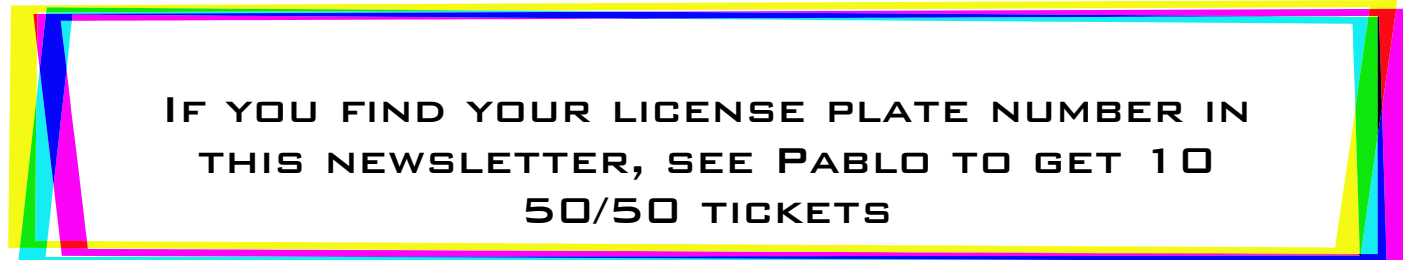 If you find your license plate number in
this newsletter, see Pablo to get 10
50/50 tickets